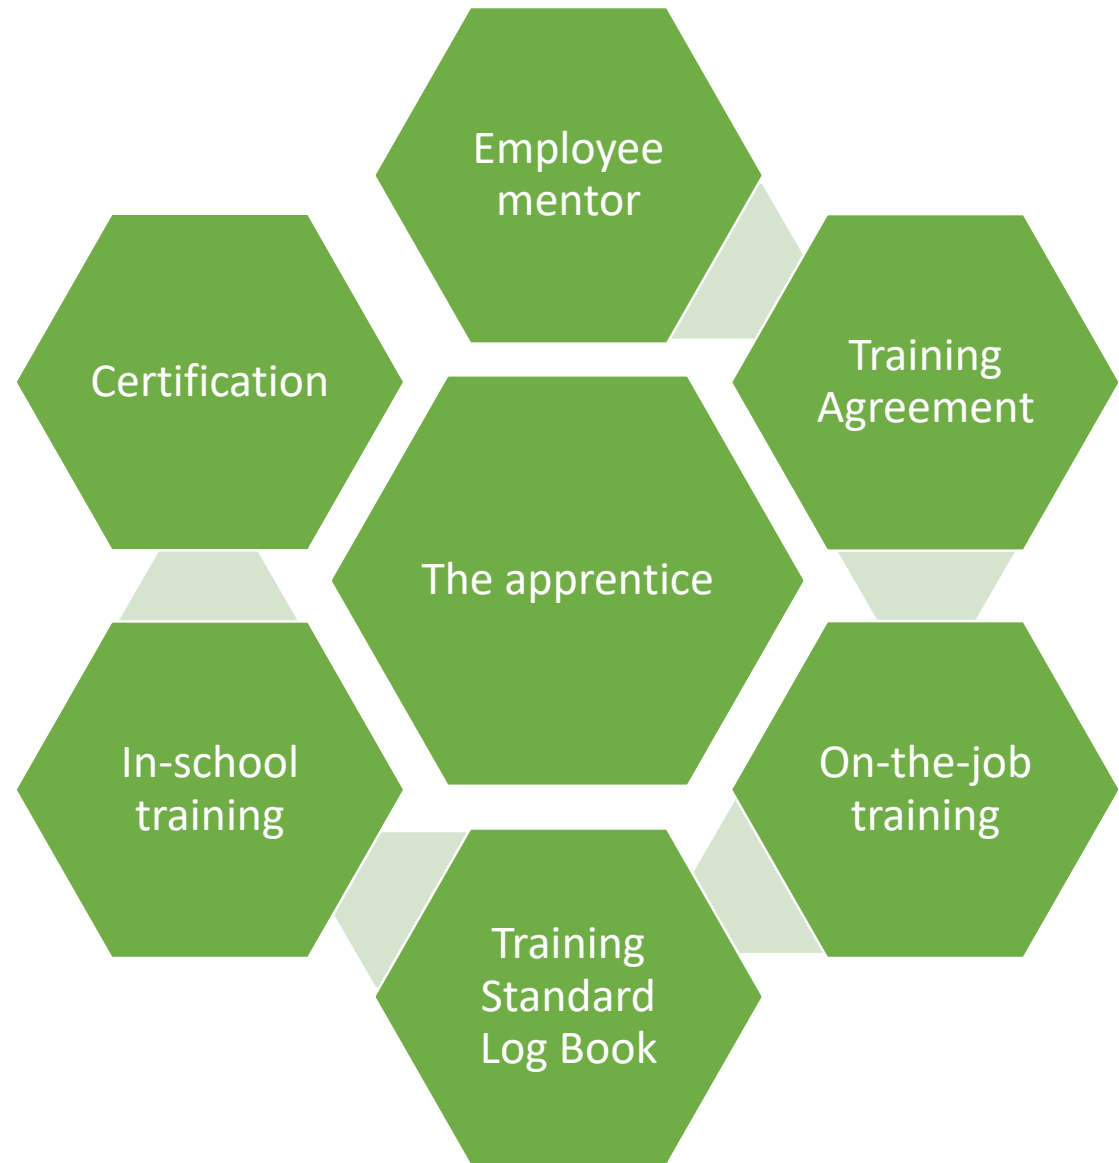 Employee
mentor
Training
Agreement
On-the-job
training
Training
Standard
Log Book
In-school
training
Certification
The apprentice